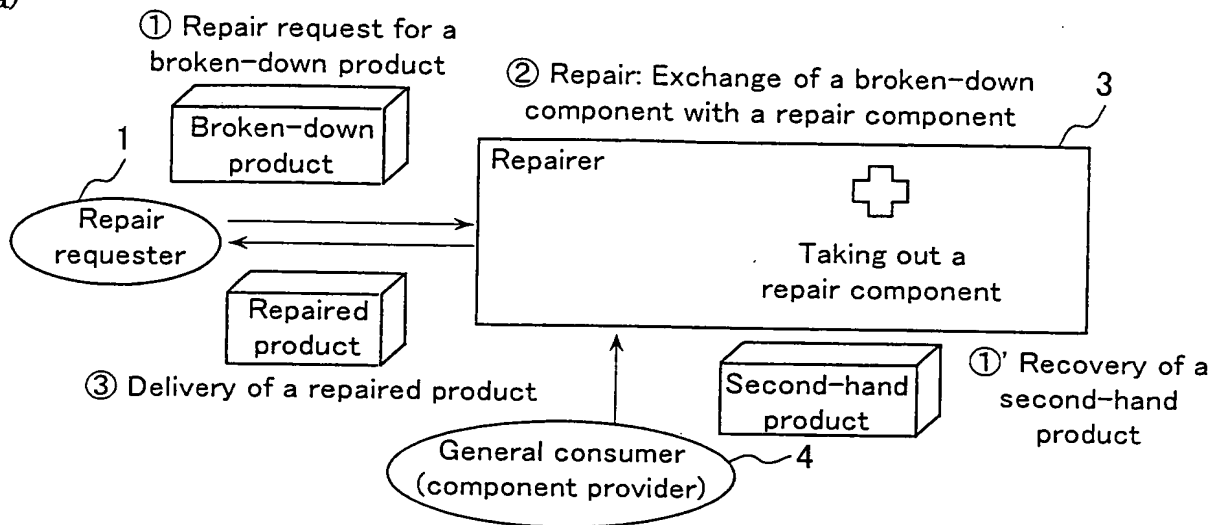 ① Repair request for a
broken-down product
Broken-down
product
1
Repair
requester
② Repair: Exchange of a broken-down
component with a repair component
3
Repairer
Taking out a
repair component
Repaired
product
③ Delivery of a repaired product
Second-hand
product
①' Recovery of a
second-hand
product
General consumer
(component provider)
4